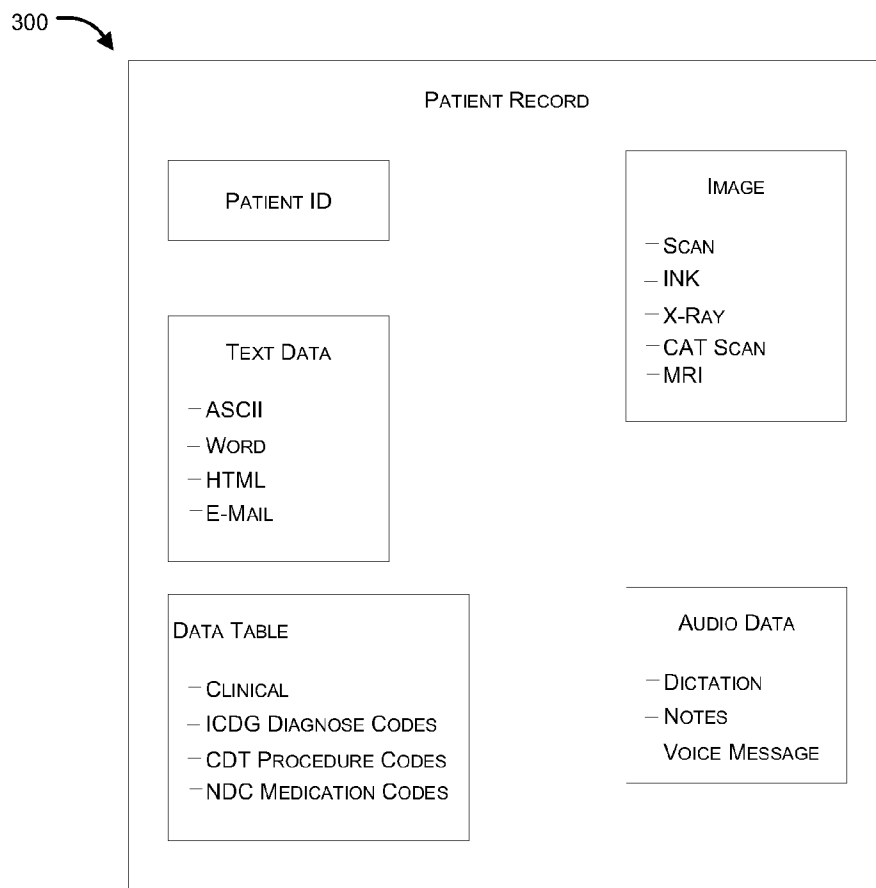 300
PATIENT RECORD
PATIENT ID
IMAGE
– SCAN
– INK
– X-RAY
– CAT SCAN
– MRI
TEXT DATA
– ASCII
– WORD
– HTML
– E-MAIL
DATA TABLE
– CLINICAL
– ICDG DIAGNOSE CODES
– CDT PROCEDURE CODES
– NDC MEDICATION CODES
AUDIO DATA
– DICTATION
– NOTES
VOICE MESSAGE